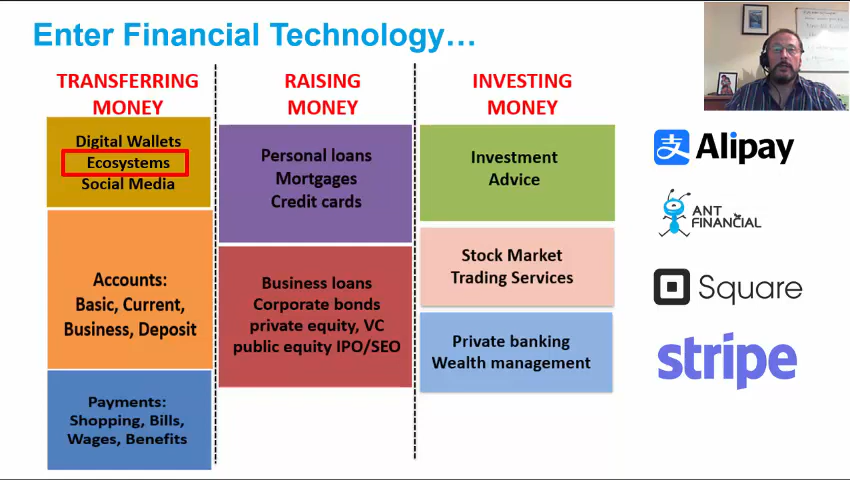 Enter Financial Technology…
TRANSFERRING
MONEY
RAISING
MONEY
INVESTING
MONEY
Digital Wallets
Ecosystems
Social Media
Accounts:
Basic, Current,
Business, Deposit
Payments:
Shopping, Bills,
Wages, Benefits
Personal loans
Mortgages
Credit cards
Business loans
Corporate bonds
private equity, VC
public equity IPO/SEO
Investment
Advice
Stock Market
Trading Services
Private banking
Wealth management
支 Alipay
ANT
FINANCIAL
Square
stripe